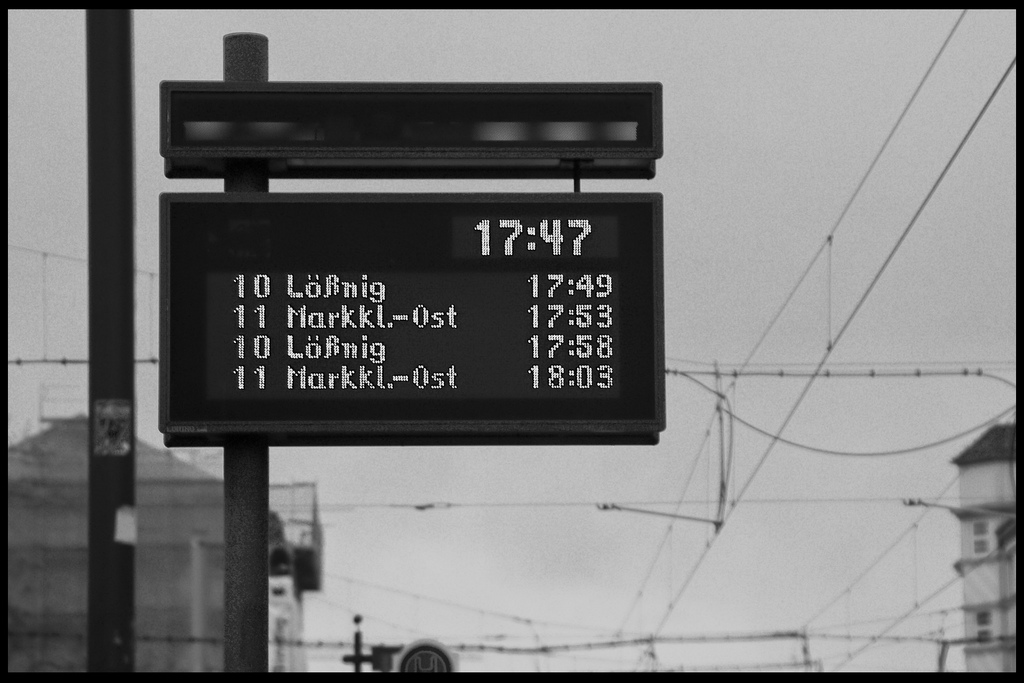 17:47
10 Lößnig 17:49
11 Markkl.-Ost 17:53
10 Lößnig 17:58
11 Markkl.-Ost 18:03
H